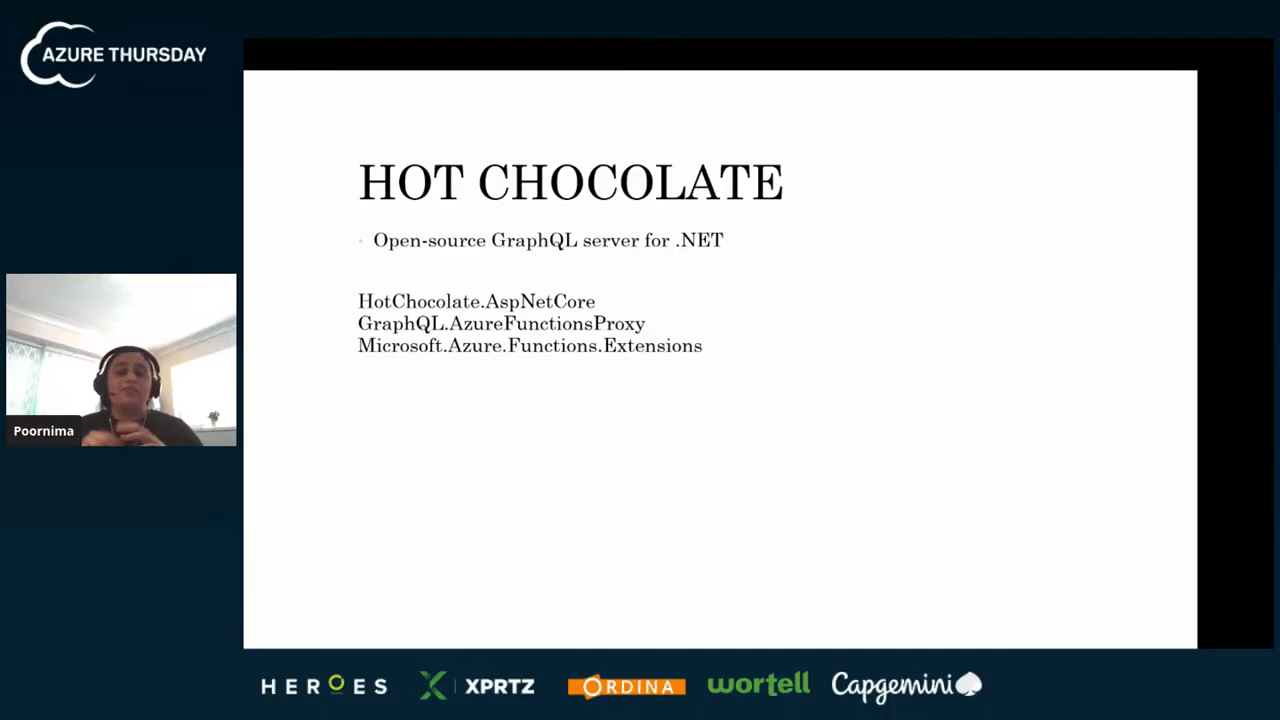 AZURE THURSDAY
HOT CHOCOLATE
Open-source GraphQL server for .NET
HotChocolate.AspNetCore
GraphQL.AzureFunctionsProxy
Microsoft.Azure.Functions.Extensions
Poornima
HEROES
XPRTZ
ORDINA
wortell
Capgemini